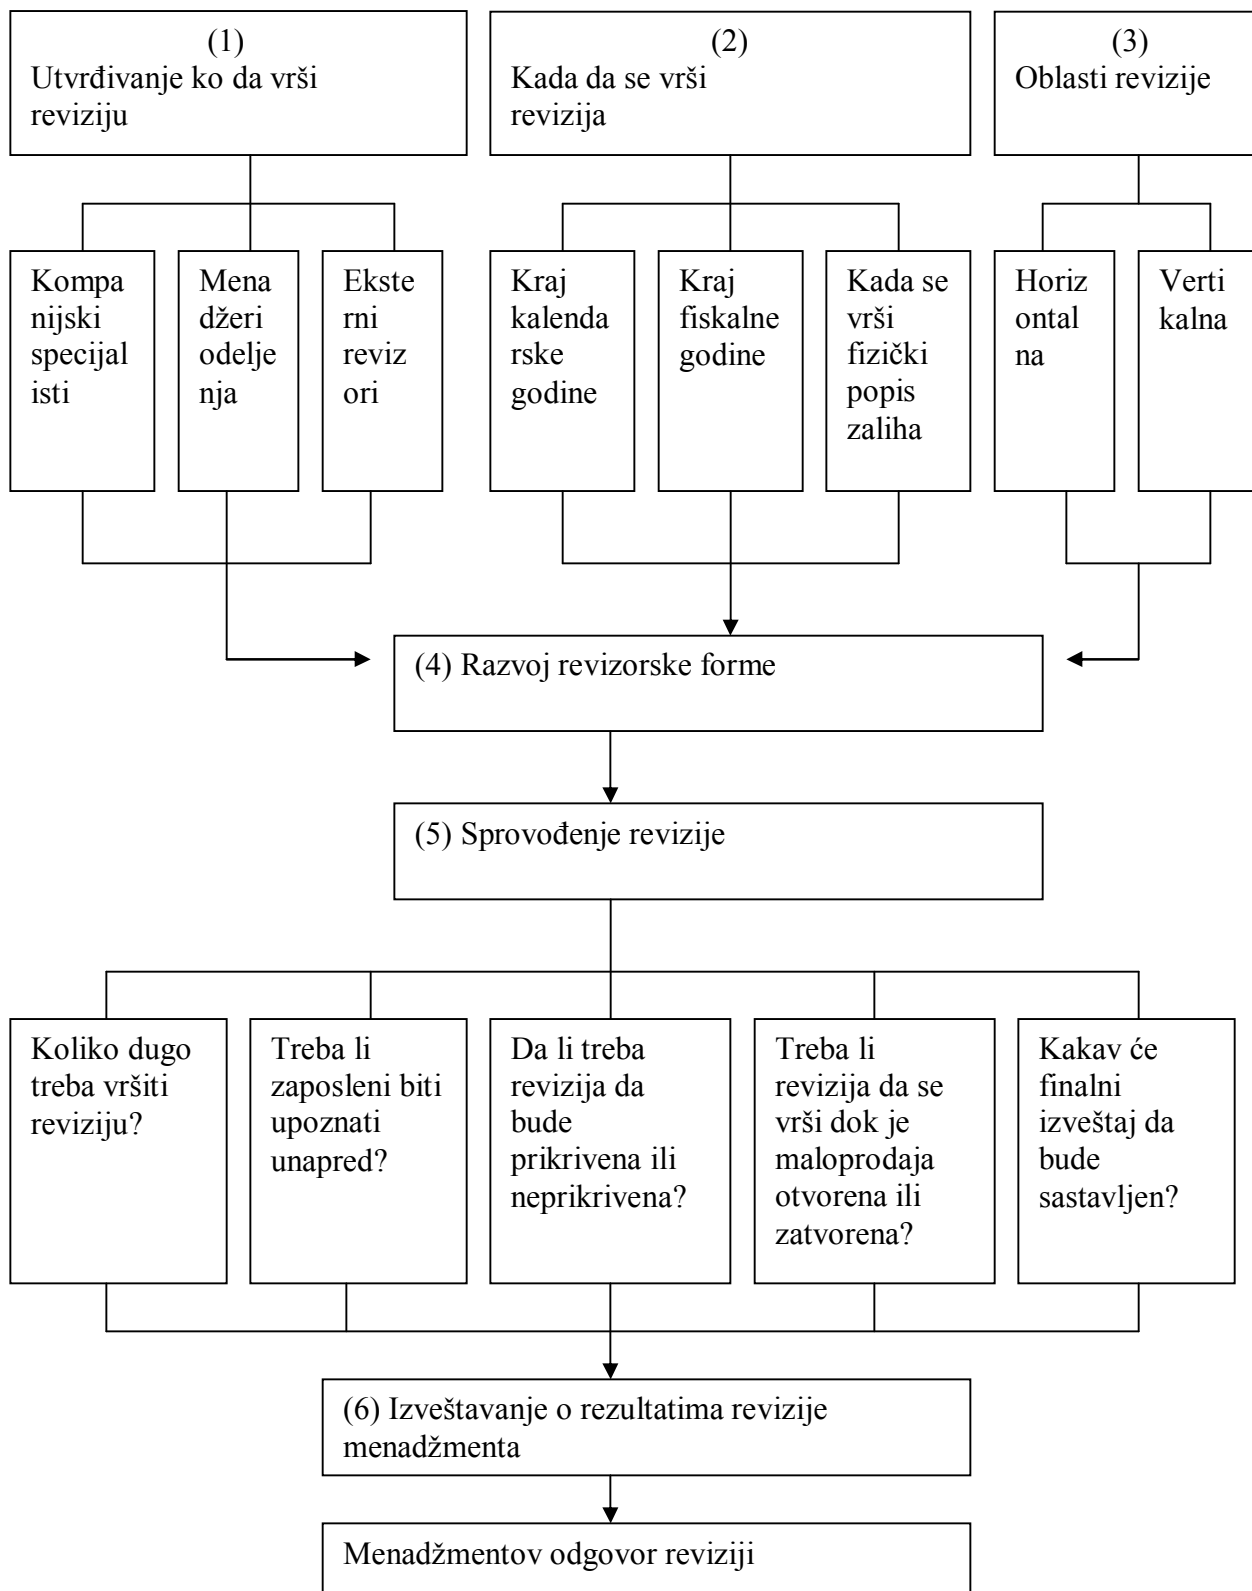 (1)
Utvrđivanje ko da vrši
reviziju
(2)
Kada da se vrši
revizija
(3)
Oblasti revizije
Kompa
nijski
specijal
isti
Mena
džeri
odelje
nja
Ekste
rni
reviz
ori
Kraj
kalenda
rske
godine
Kraj
fiskalne
godine
Kada se
vrši
fizički
popis
zaliha
Horiz
ontal
na
Verti
kalna
(4) Razvoj revizorske forme
(5) Sprovođenje revizije
Koliko dugo
treba vršiti
reviziju?
Treba li
zaposleni biti
upoznati
unapred?
Da li treba
revizija da
bude
prikrivena ili
neprikrivena?
Treba li
revizija da se
vrši dok je
maloprodaja
otvorena ili
zatvorena?
Kakav će
finalni
izveštaj da
bude
sastavljen?
(6) Izveštavanje o rezultatima revizije
menadžmenta
Menadžmentov odgovor reviziji